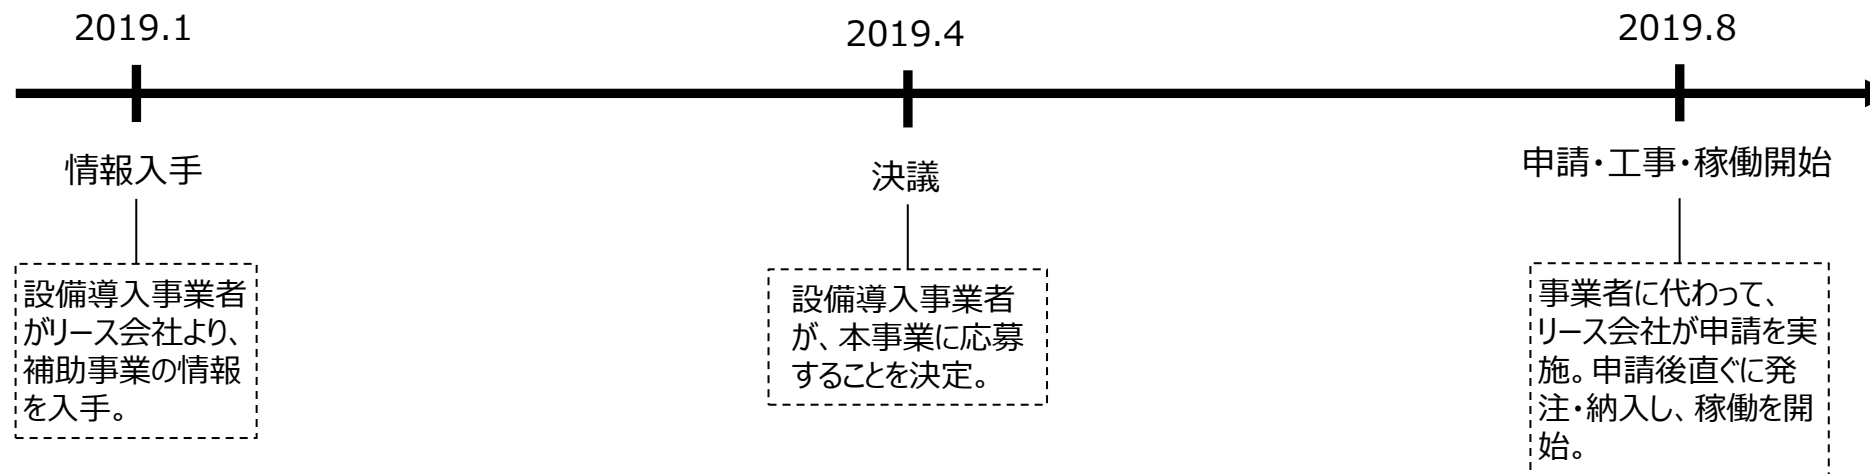 2019.1
2019.4
2019.8
情報入手
決議
申請・工事・稼働開始
設備導入事業者
がリース会社より、
補助事業の情報
を入手。
設備導入事業者
が、本事業に応募
することを決定。
事業者に代わって、
リース会社が申請を実
施。申請後直ぐに発
注・納入し、稼働を開
始。